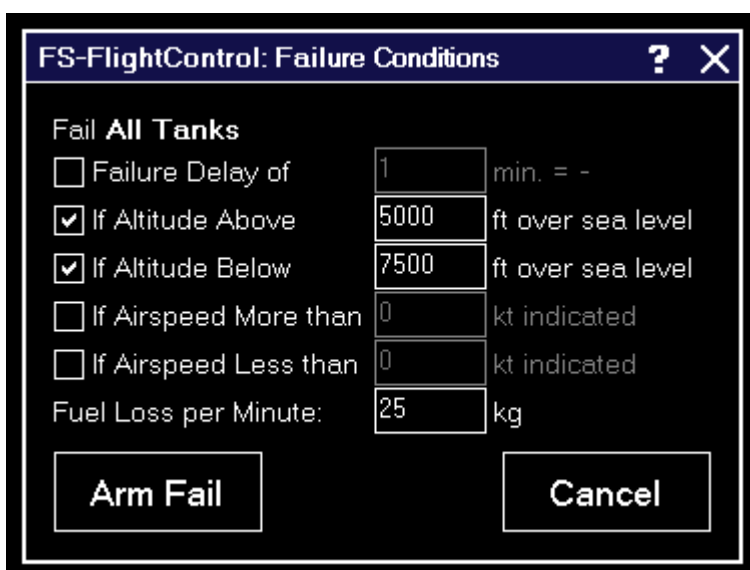 FS-FlightControl: Failure Conditions ? X
Fail All Tanks
Failure Delay of 1 min. = -
If Altitude Above 5000 ft over sea level
If Altitude Below 7500 ft over sea level
If Airspeed More than 0 kt indicated
If Airspeed Less than 0 kt indicated
Fuel Loss per Minute: 25 kg
Arm Fail Cancel